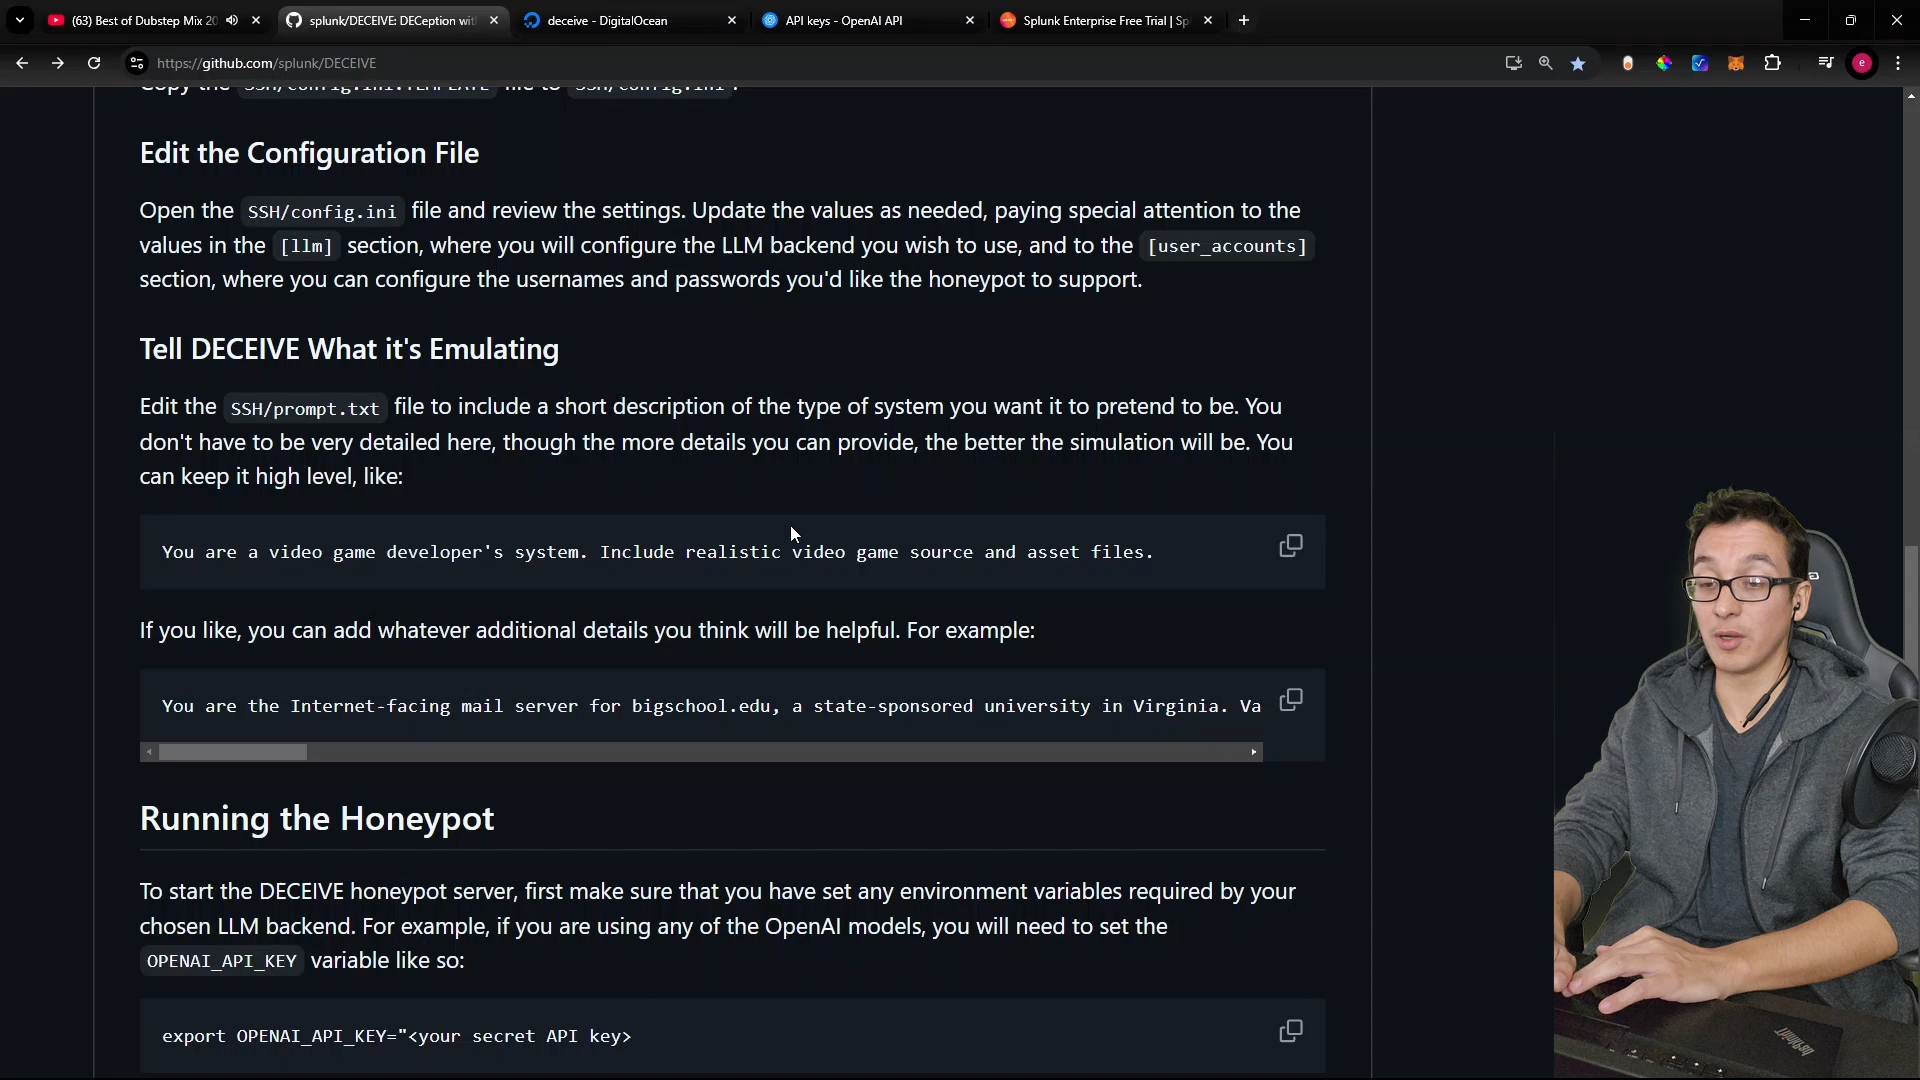 (63) Best of Dubstep Mix 20
splunk/DECEIVE: DECeption wit
deceive - DigitalOcean
API keys - OpenAI API
Splunk Enterprise Free Trial | Sp
https://github.com/splunk/DECEIVE
e
Edit the Configuration File
Open the SSH/config.ini file and review the settings. Update the values as needed, paying special attention to the
values in the [llm] section, where you will configure the LLM backend you wish to use, and to the [user_accounts]
section, where you can configure the usernames and passwords you'd like the honeypot to support.
Tell DECEIVE What it's Emulating
Edit the SSH/prompt.txt file to include a short description of the type of system you want it to pretend to be. You
don't have to be very detailed here, though the more details you can provide, the better the simulation will be. You
can keep it high level, like:
You are a video game developer's system. Include realistic video game source and asset files.
If you like, you can add whatever additional details you think will be helpful. For example:
You are the Internet-facing mail server for bigschool.edu, a state-sponsored university in Virginia. Va
Running the Honeypot
To start the DECEIVE honeypot server, first make sure that you have set any environment variables required by your
chosen LLM backend. For example, if you are using any of the OpenAI models, you will need to set the
OPENAI_API_KEY variable like so:
export OPENAI_API_KEY="<your secret API key>